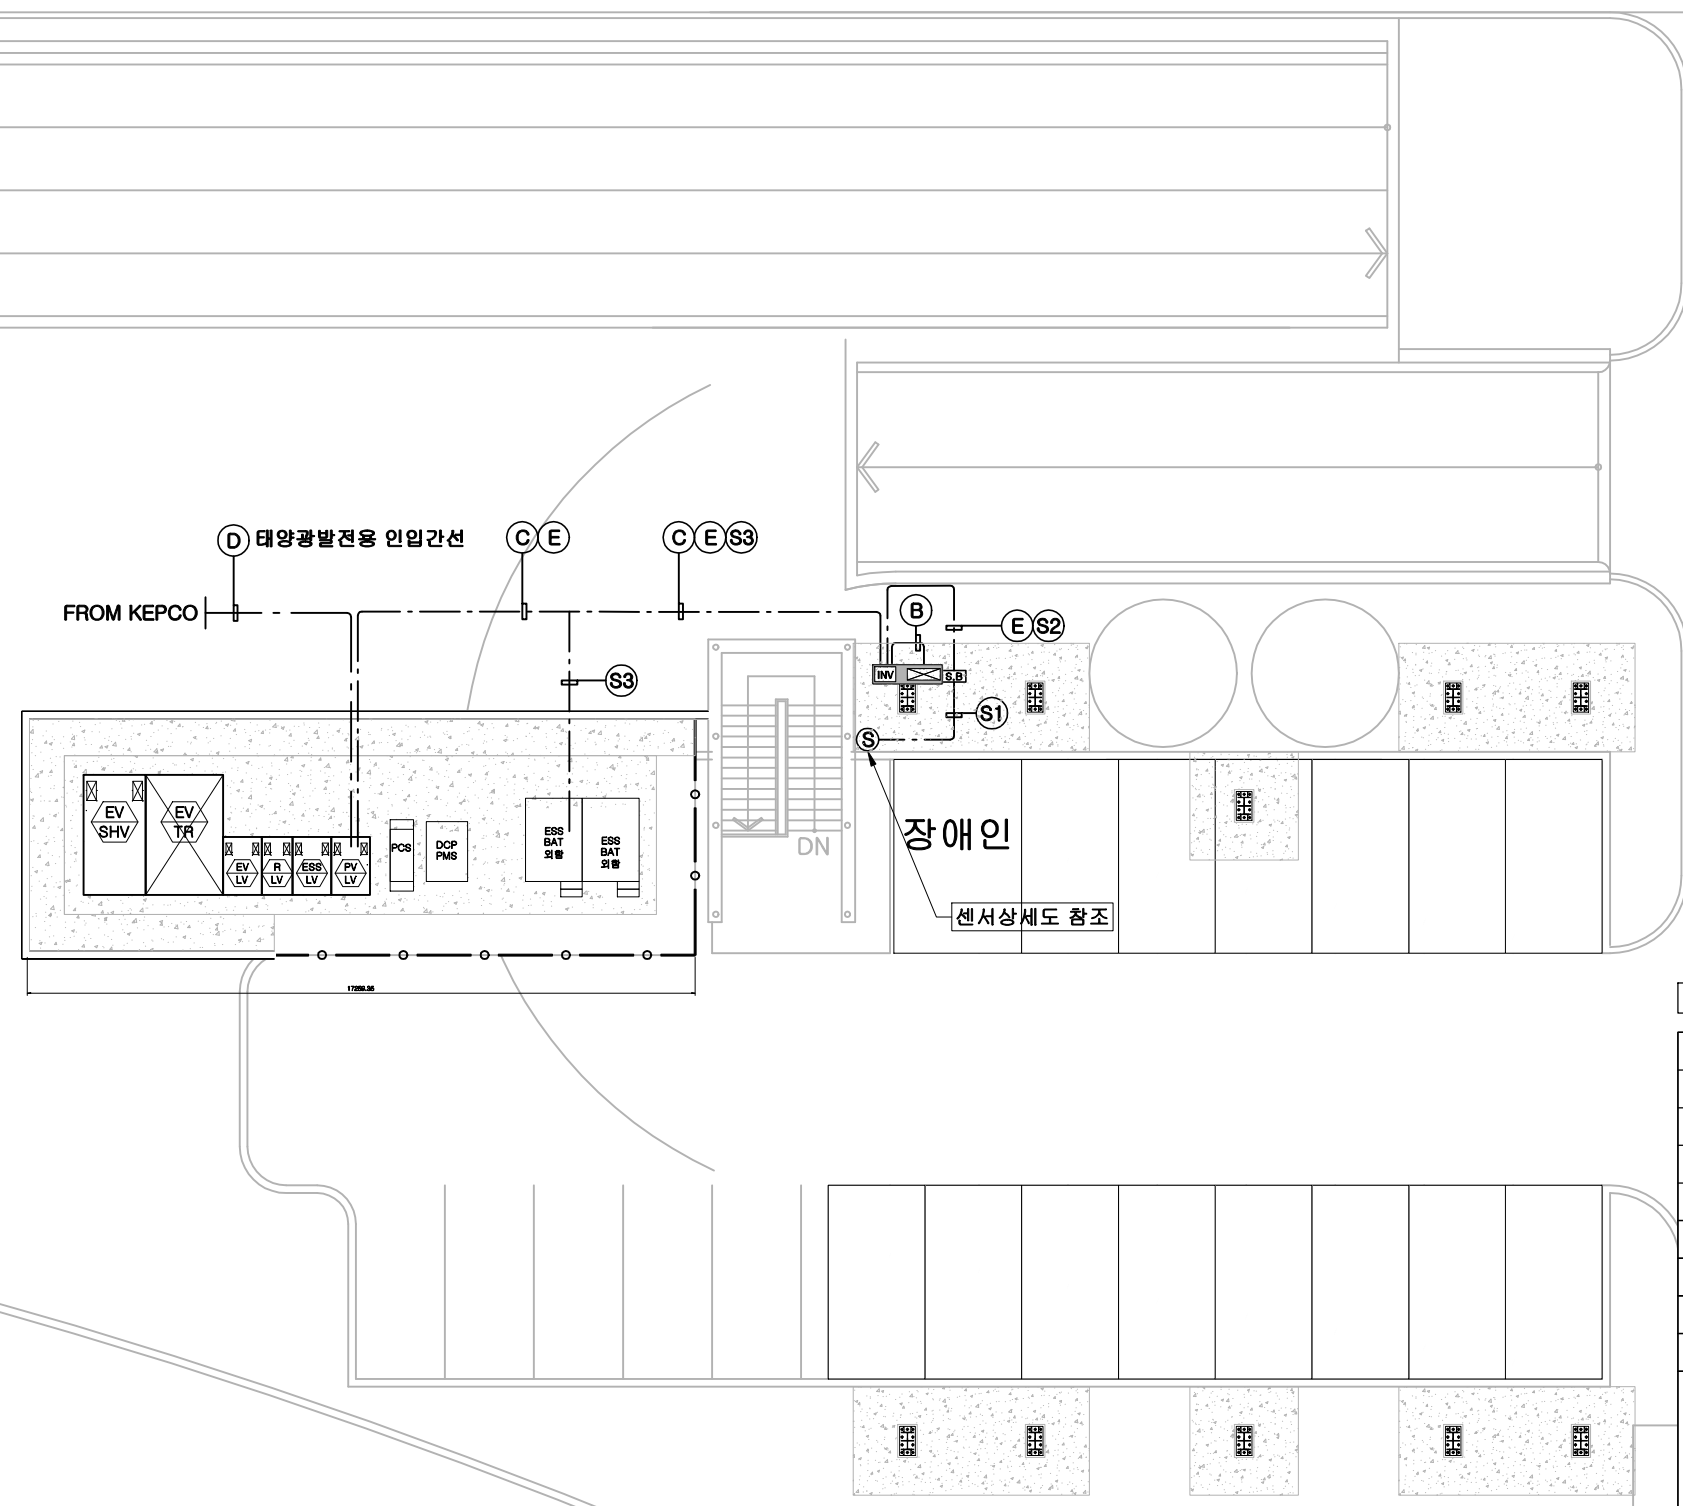 D 태양광발전용 인입간선
C E
C E S3
FROM KEPCO
B
E S2
S3
INV
S.B
S1
S
EV
SHV
EV
TR
EV
LV
R
LV
ESS
LV
PV
LV
PCS
DCP
PMS
ESS
BAT
외함
ESS
BAT
외함
DN
장애인
센서상세도 참조
17259.35